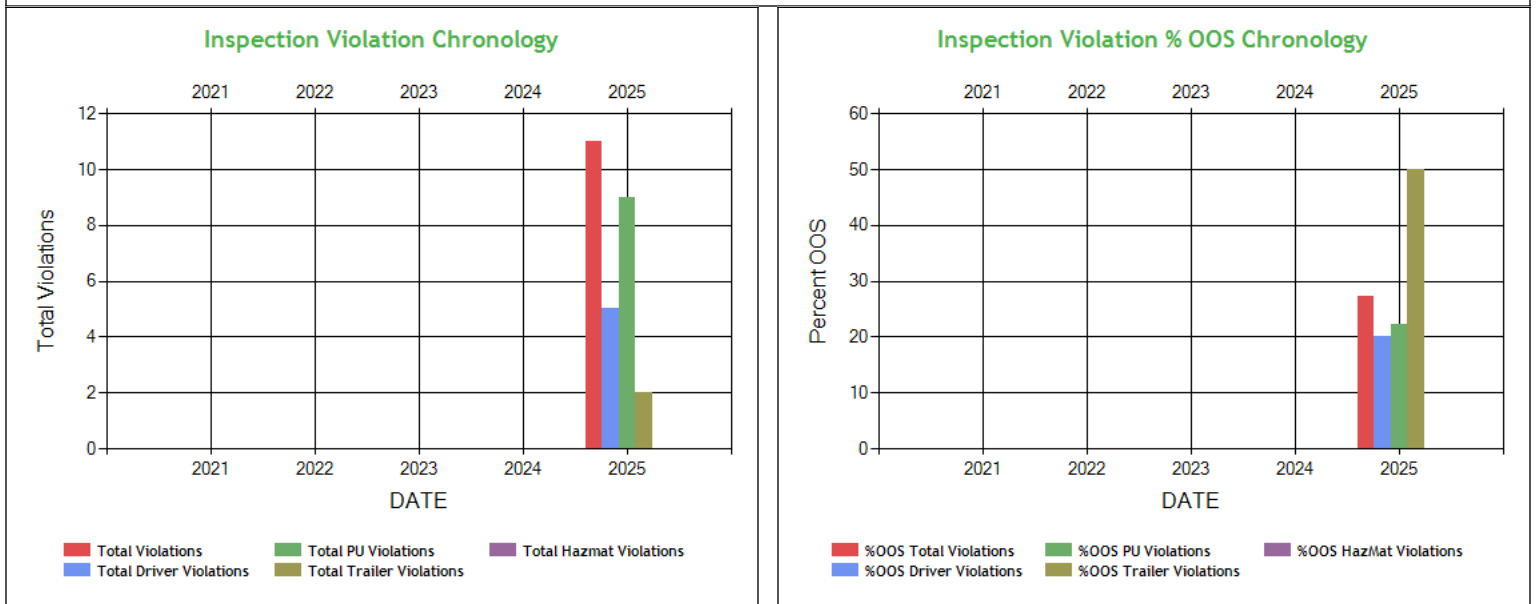 Inspection Violation Chronology
2021 2022 2023 2024 2025
12
10
8
6
4
2
0
Total Violations
2021 2022 2023 2024 2025
DATE
Total Violations Total PU Violations Total Hazmat Violations
Total Driver Violations Total Trailer Violations
Inspection Violation % OOS Chronology
2021 2022 2023 2024 2025
60
50
40
30
20
10
0
Percent OOS
2021 2022 2023 2024 2025
DATE
%OOS Total Violations %OOS PU Violations %OOS HazMat Violations
%OOS Driver Violations %OOS Trailer Violations